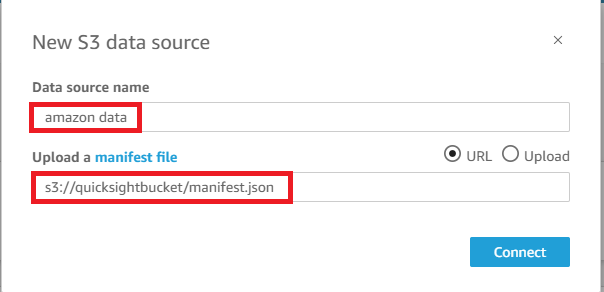 New S3 data source
×
Data source name
amazon data
Upload a manifest file
URL Upload
s3://quicksightbucket/manifest.json
Connect